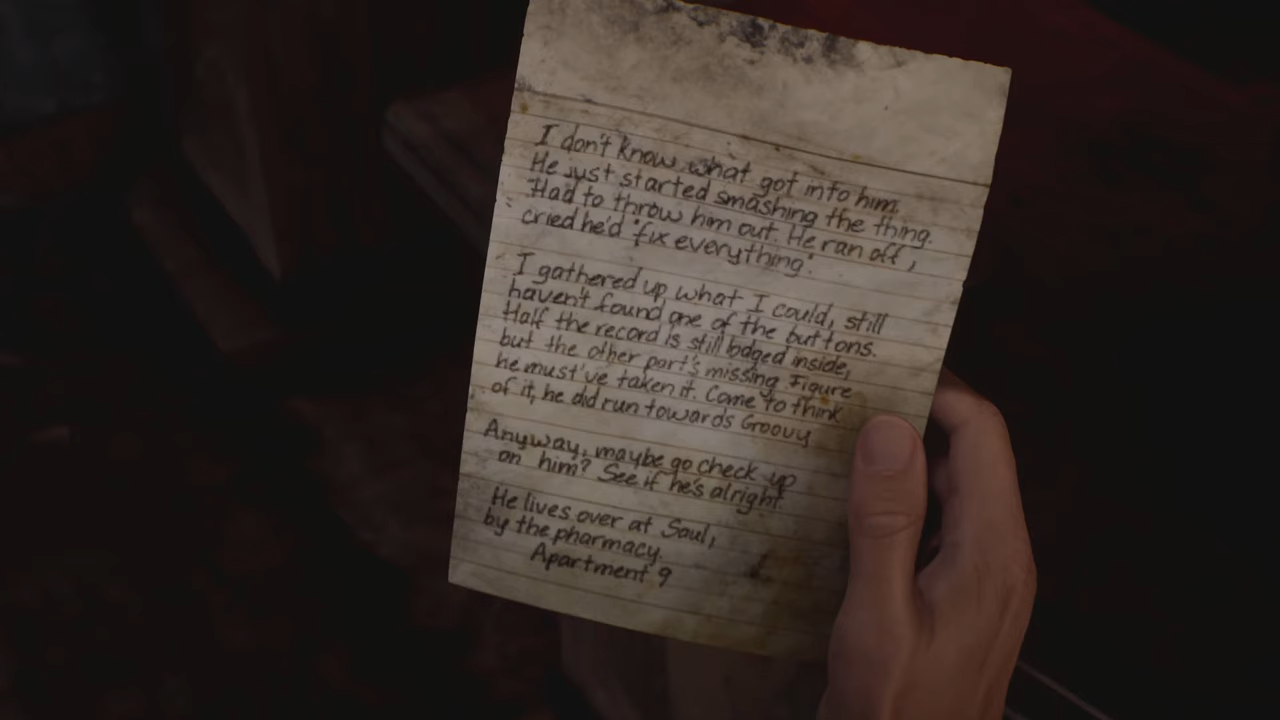 I don't know what got into him.
He just started smashing the thing.
Had to throw him out. He ran off,
cried he'd "fix everything".
I gathered up what I could, still
haven't found one of the buttons.
Half the record is still lodged inside,
but the other part's missing. Figure
he must've taken it. Come to think
of it, he did run towards Groovy
Anyway, maybe go check up
on him? See if he's alright.
He lives over at Saul,
by the pharmacy.
Apartment 9